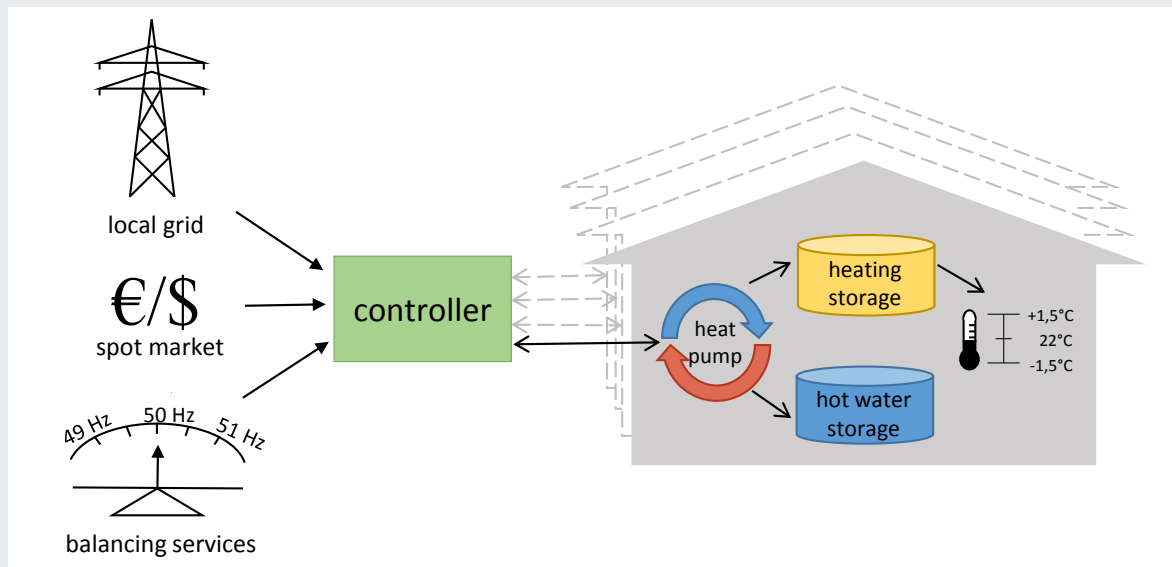 local grid
€/$
spot market
49 Hz
50 Hz
51 Hz
balancing services
controller
heat
pump
heating
storage
hot water
storage
+1,5°C
22°C
-1,5°C